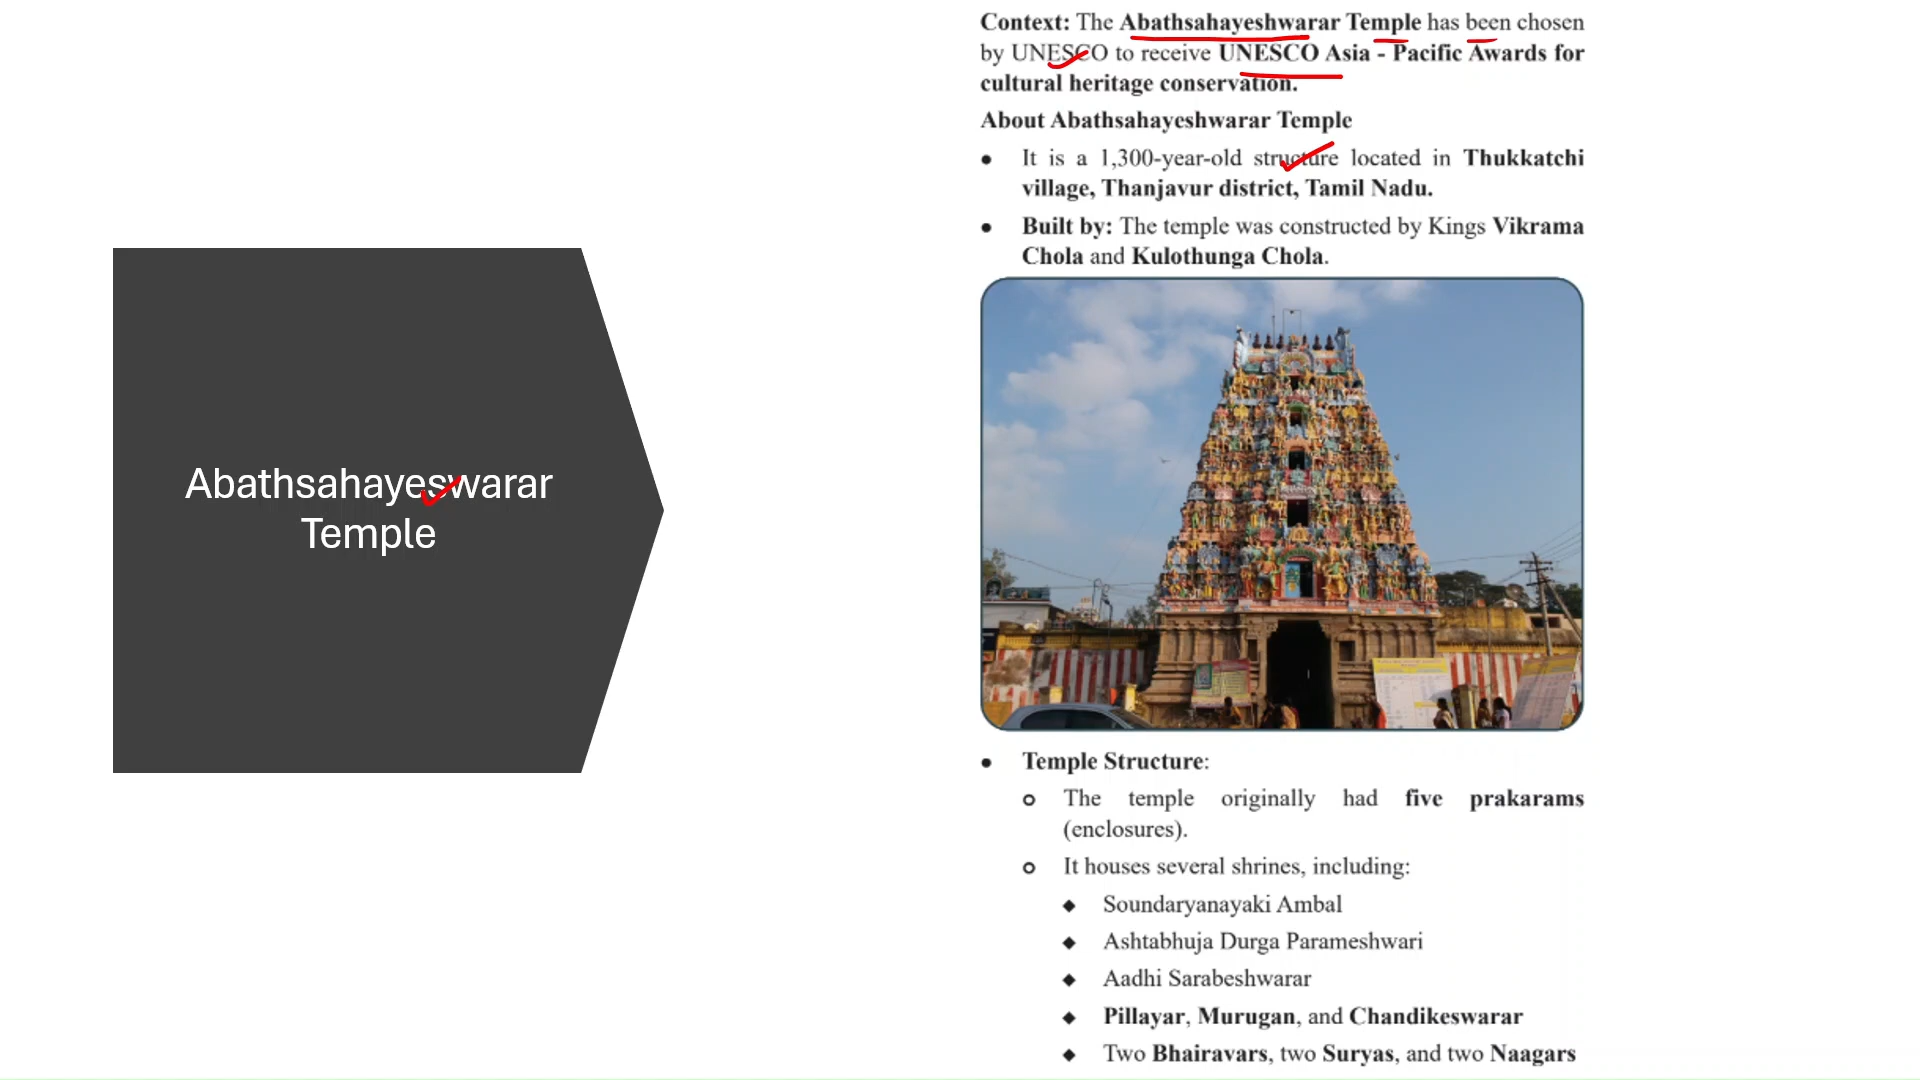 Abathsahayeswarar
Temple
Context: The Abathsahayeshwarar Temple has been chosen
by UNESCO to receive UNESCO Asia - Pacific Awards for
cultural heritage conservation.
About Abathsahayeshwarar Temple
● It is a 1,300-year-old structure located in Thukkatchi
village, Thanjavur district, Tamil Nadu.
● Built by: The temple was constructed by Kings Vikrama
Chola and Kulothunga Chola.
● Temple Structure:
o The temple originally had five prakarams
(enclosures).
o It houses several shrines, including:
◆ Soundaryanayaki Ambal
◆ Ashtabhuja Durga Parameshwari
◆ Aadhi Sarabeshwarar
◆ Pillayar, Murugan, and Chandikeswarar
◆ Two Bhairavars, two Suryas, and two Naagars